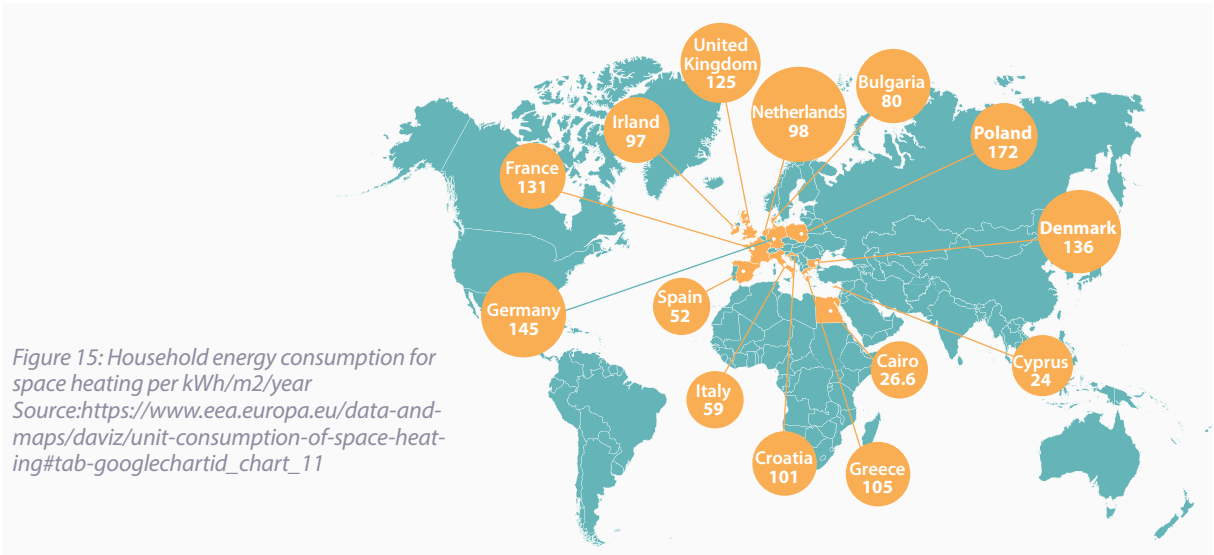 United
Kingdom
125
Bulgaria
80
Netherlands
98
Irland
97
Poland
172
France
131
Denmark
136
Germany
145
Spain
52
Cairo
26.6
Cyprus
24
Italy
59
Croatia
101
Greece
105
Figure 15: Household energy consumption for
space heating per kWh/m2/year
Source:https://www.eea.europa.eu/data-and-
maps/daviz/unit-consumption-of-space-heat-
ing#tab-googlechartid_chart_11